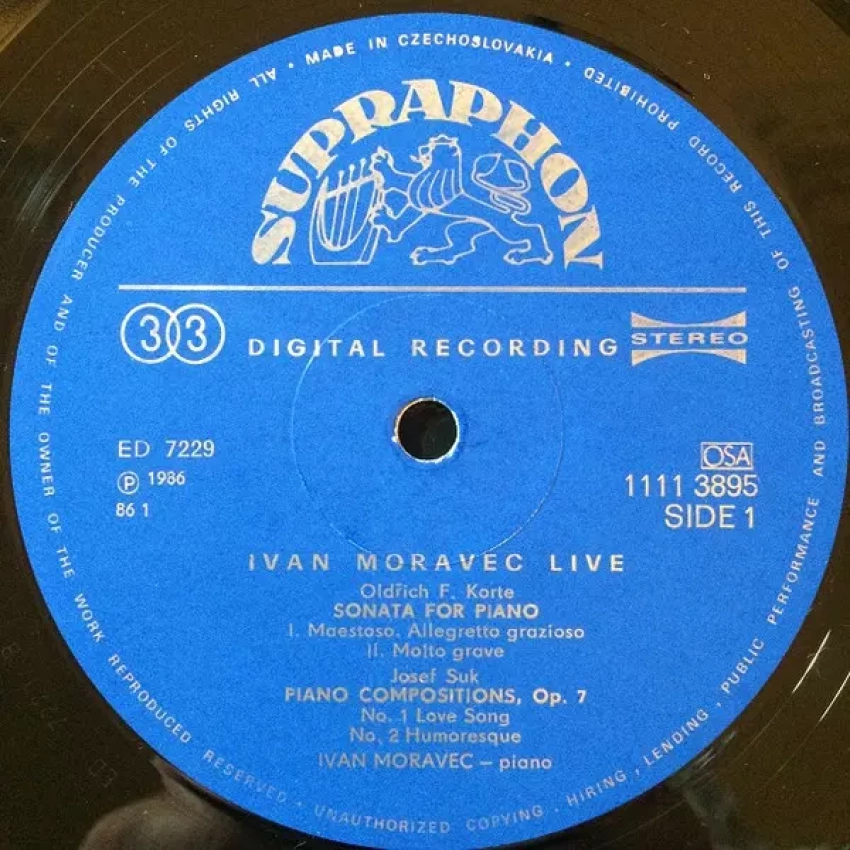 MADE IN CZECHOSLOVAKIA • ALL RIGHTS OF THE PRODUCER AND OF THE OWNER OF THE WORK REPRODUCED RESERVED • UNAUTHORIZED COPYING • HIRING, LENDING, PUBLIC PERFORMANCE AND BROADCASTING OF THIS RECORD PROHIBITED •
SUPRAPHON
33
DIGITAL RECORDING
STEREO
ED 7229
Ⓟ 1986
86 1
OSA
1111 3895
SIDE 1
IVAN MORAVEC LIVE
Oldřich F. Korte
SONATA FOR PIANO
I. Maestoso. Allegretto grazioso
II. Molto grave
Josef Suk
PIANO COMPOSITIONS, Op. 7
No. 1 Love Song
No. 2 Humoresque
IVAN MORAVEC – piano